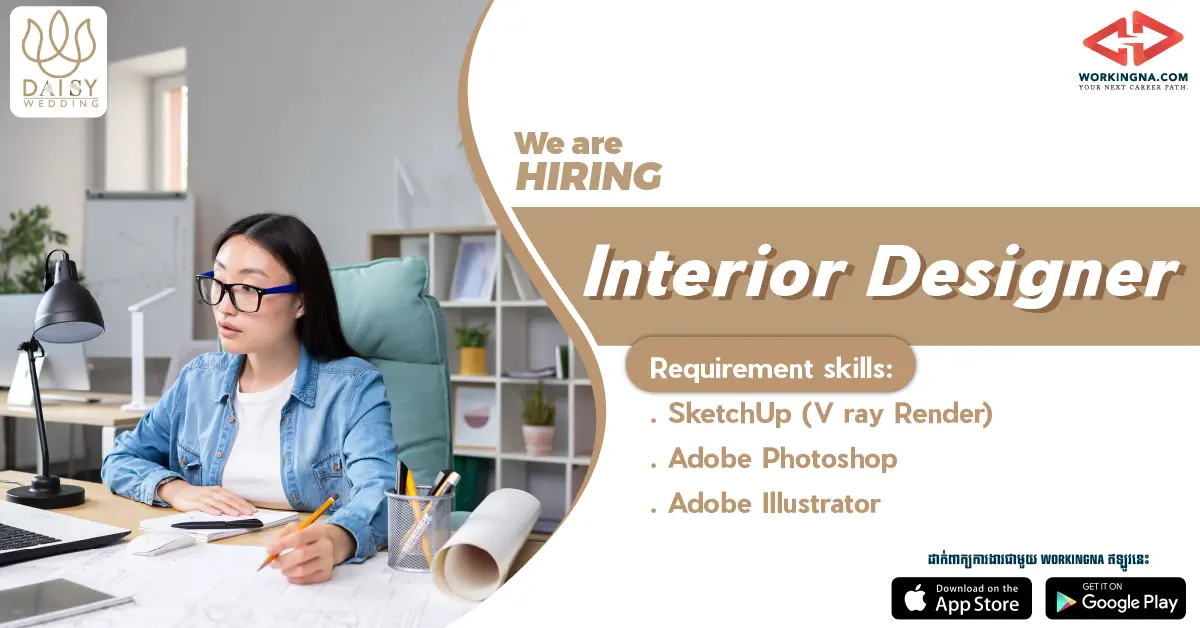 DAISY
WEDDING
WORKINGNA.COM
YOUR NEXT CAREER PATH.
We are
HIRING
Interior Designer
Requirement skills:
. SketchUp (V ray Render)
. Adobe Photoshop
. Adobe Illustrator
ដាក់ពាក្យការងារជាមួយ WORKINGNA ឥឡូវនេះ
Download on the
App Store
GET IT ON
Google Play